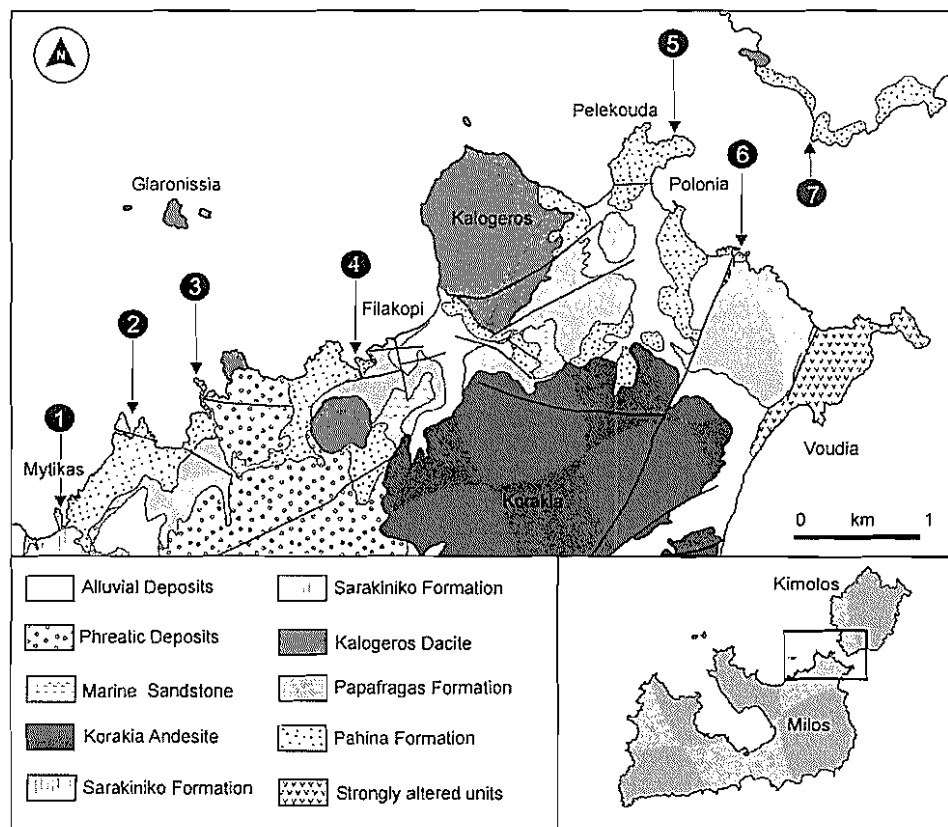 N
5
Pelekouda
6
Polonia
7
Giaronissia
Kalogeros
4
3
Filakopi
2
1
Mytikas
Voudia
Korakia
0 km 1
Alluvial Deposits
Phreatic Deposits
Marine Sandstone
Korakia Andesite
Sarakiniko Formation
Sarakiniko Formation
Kalogeros Dacite
Papafragas Formation
Pahina Formation
Strongly altered units
Kimolos
Milos